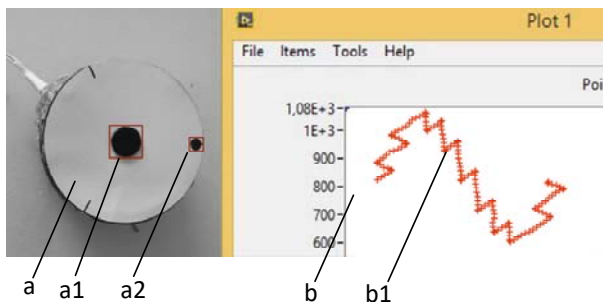 Plot 1
File Items Tools Help
Poi
1,08E+3
1E+3
900
800
700
600
a a1 a2 b b1